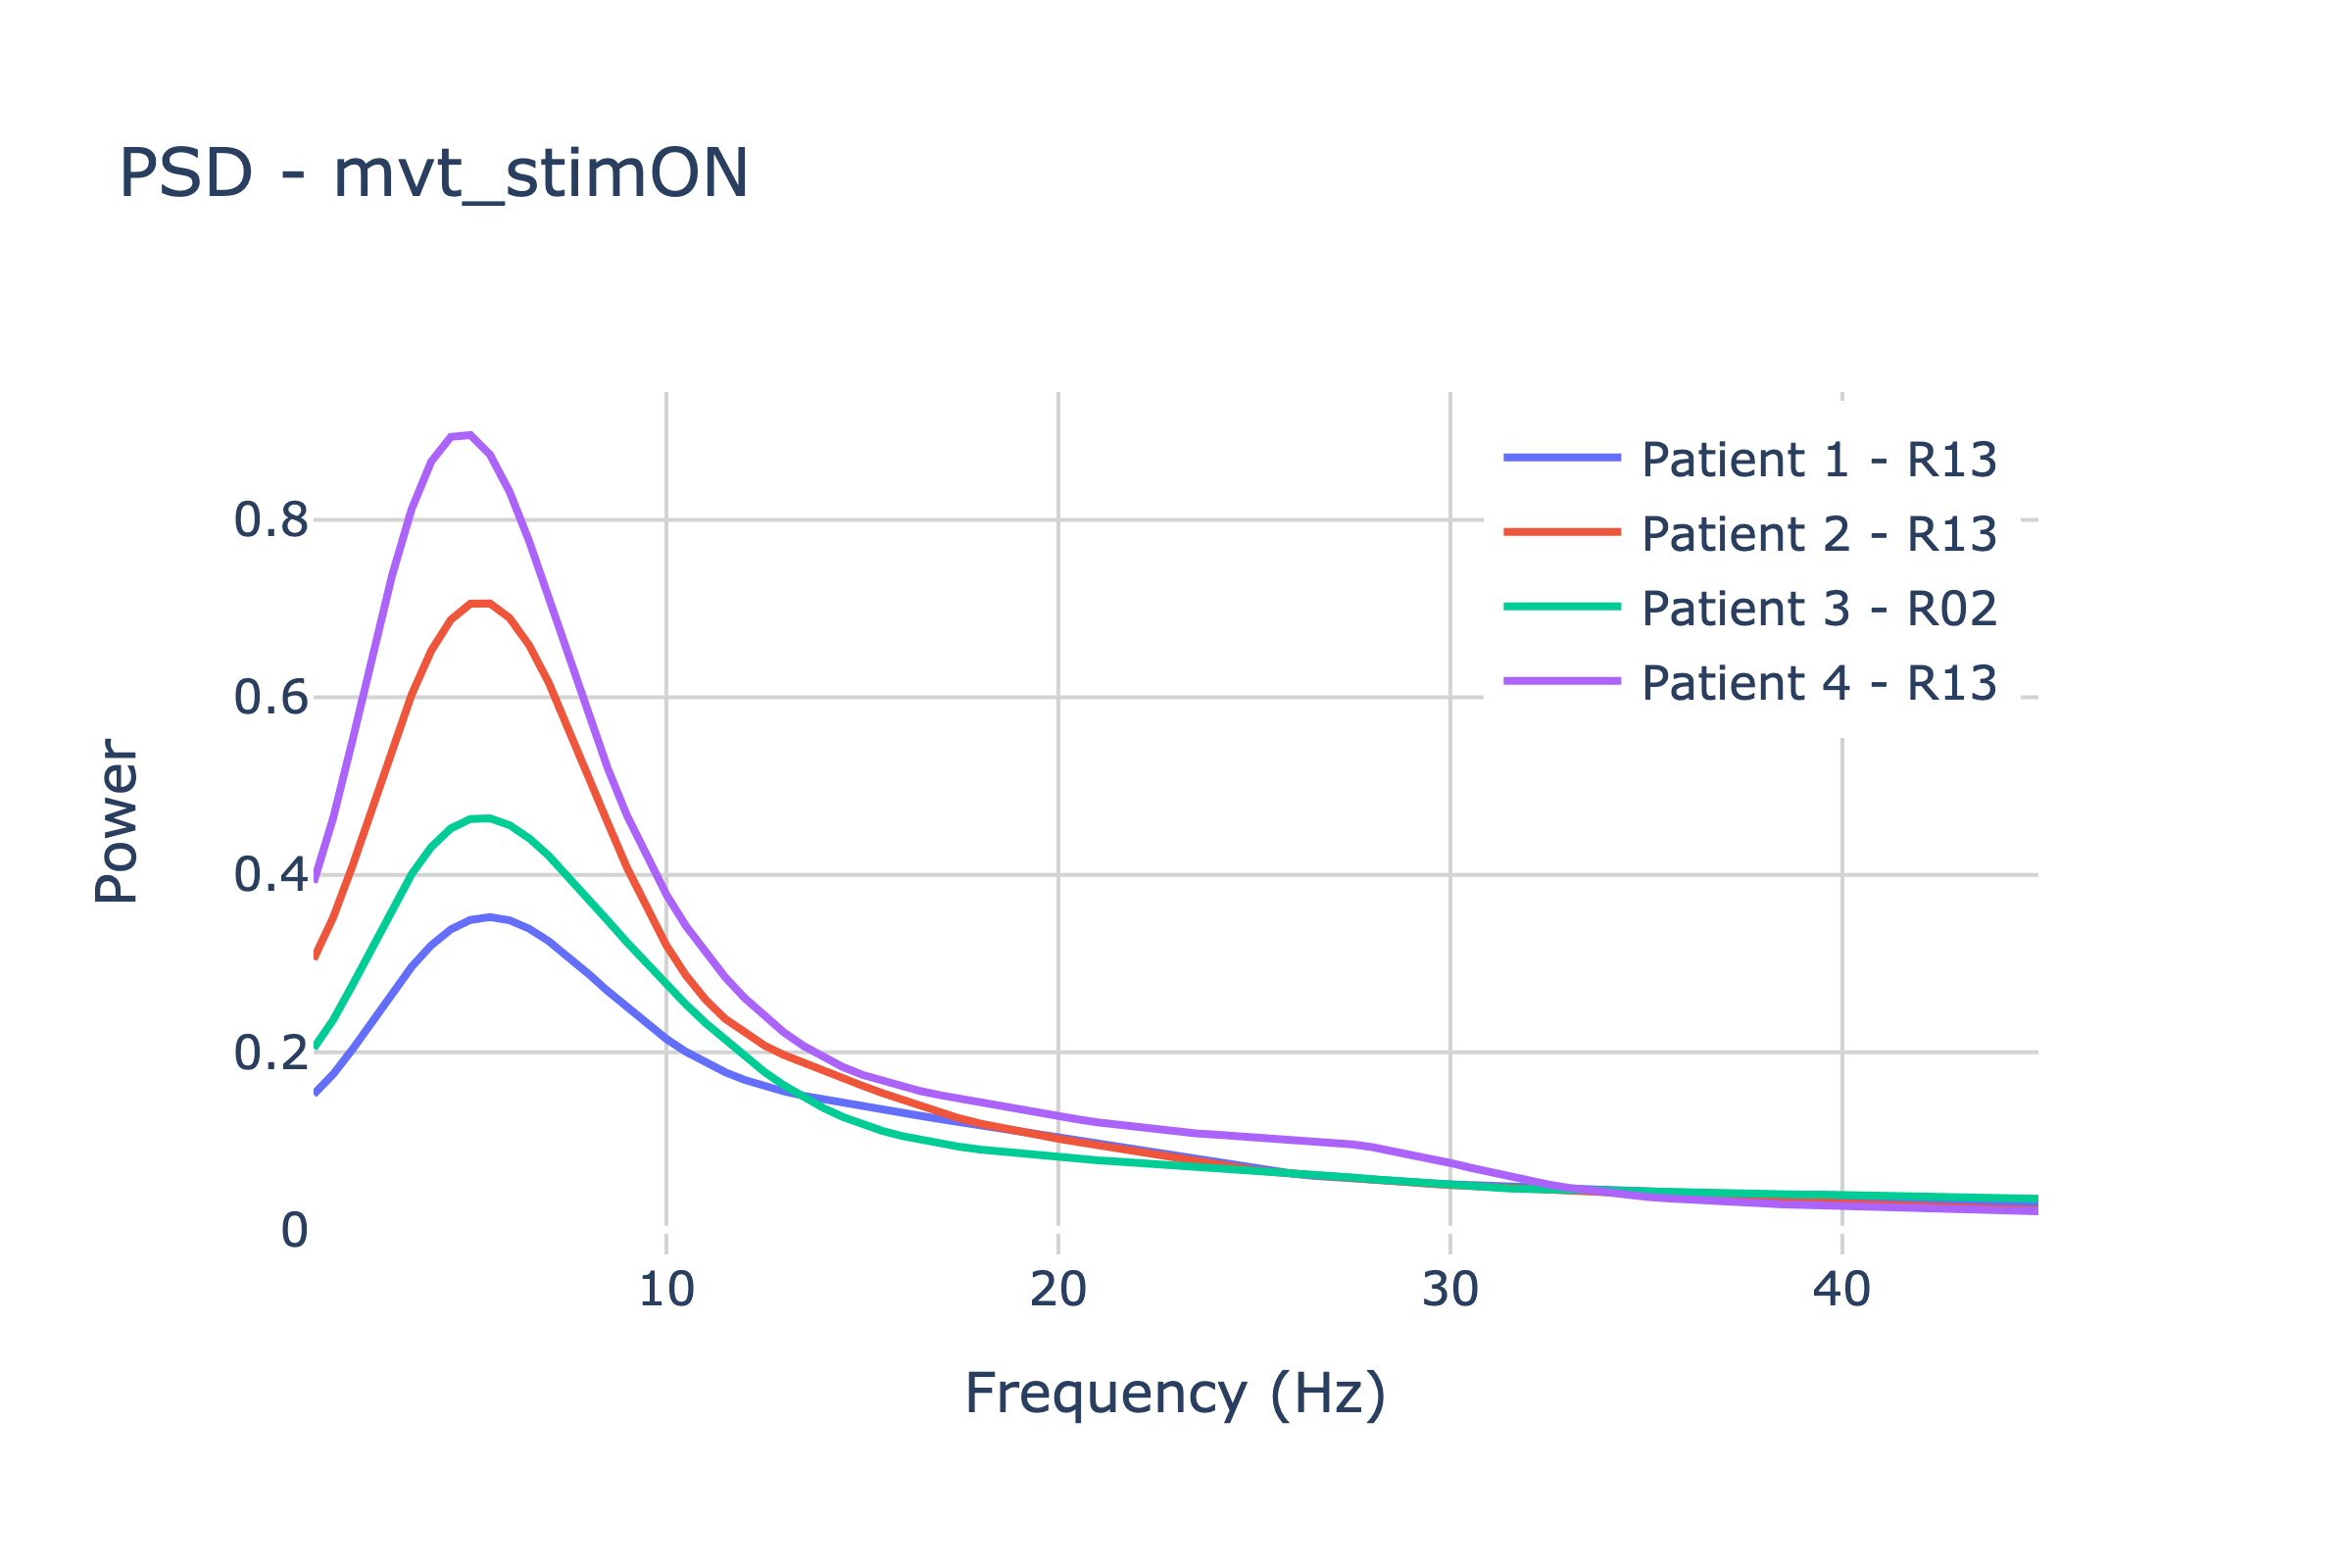 PSD - mvt_stimON
Patient 1 - R13
Patient 2 - R13
Patient 3 - R02
Patient 4 - R13
0.8
0.6
0.4
0.2
0
Power
10 20 30 40
Frequency (Hz)